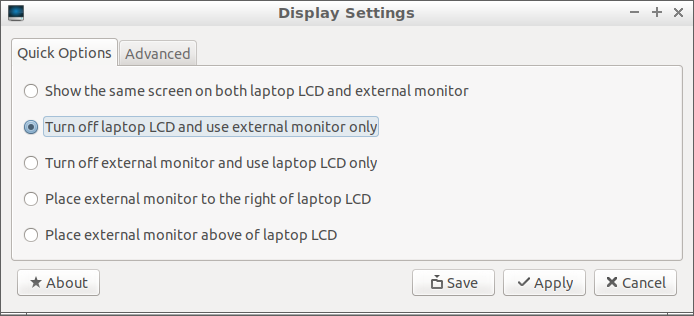 Display Settings
Quick Options
Advanced
Show the same screen on both laptop LCD and external monitor
Turn off laptop LCD and use external monitor only
Turn off external monitor and use laptop LCD only
Place external monitor to the right of laptop LCD
Place external monitor above of laptop LCD
About
Save
Apply
Cancel